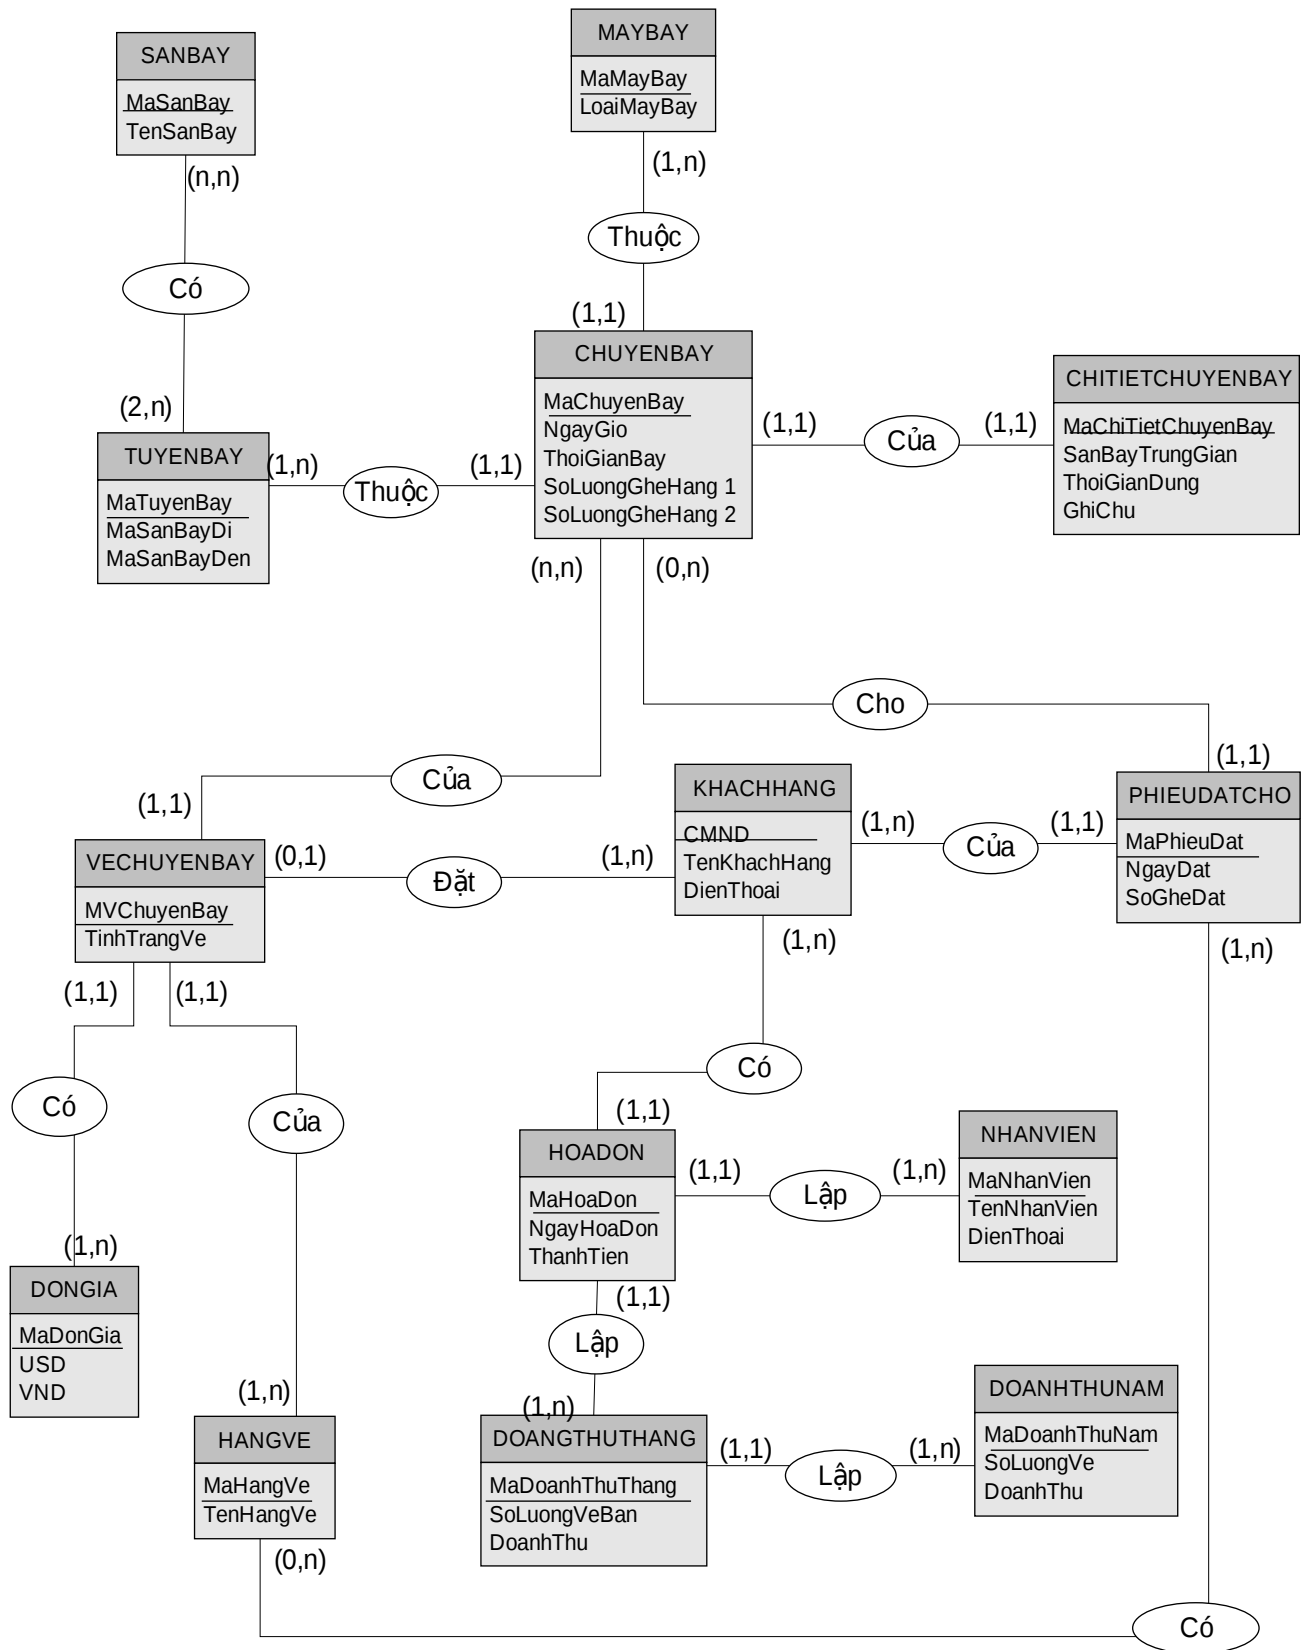 SANBAY
MaSanBay
TenSanBay
(n,n)
Có
(2,n)
MAYBAY
MaMayBay
LoaiMayBay
(1,n)
Thuộc
(1,1)
CHUYENBAY
MaChuyenBay
NgayGio
ThoiGianBay
SoLuongGheHang 1
SoLuongGheHang 2
(1,1)
Của
(1,1)
CHITIETCHUYENBAY
MaChiTietChuyenBay
SanBayTrungGian
ThoiGianDung
GhiChu
TUYENBAY
MaTuyenBay
MaSanBayDi
MaSanBayDen
(1,n)
Thuộc
(1,1)
(n,n)
(0,n)
Cho
(1,1)
Của
(1,1)
VECHUYENBAY
MVChuyenBay
TinhTrangVe
(0,1)
Đặt
(1,n)
KHACHHANG
CMND
TenKhachHang
DienThoai
(1,n)
Của
(1,1)
PHIEUDATCHO
MaPhieuDat
NgayDat
SoGheDat
(1,1)
(1,1)
(1,n)
(1,n)
Có
Của
Có
(1,1)
HOADON
MaHoaDon
NgayHoaDon
ThanhTien
(1,1)
Lập
(1,n)
NHANVIEN
MaNhanVien
TenNhanVien
DienThoai
(1,n)
DONGIA
MaDonGia
USD
VND
(1,1)
Lập
(1,n)
(1,n)
HANGVE
MaHangVe
TenHangVe
(0,n)
DOANGTHUTHANG
MaDoanhThuThang
SoLuongVeBan
DoanhThu
(1,1)
Lập
(1,n)
DOANHTHUNAM
MaDoanhThuNam
SoLuongVe
DoanhThu
Có